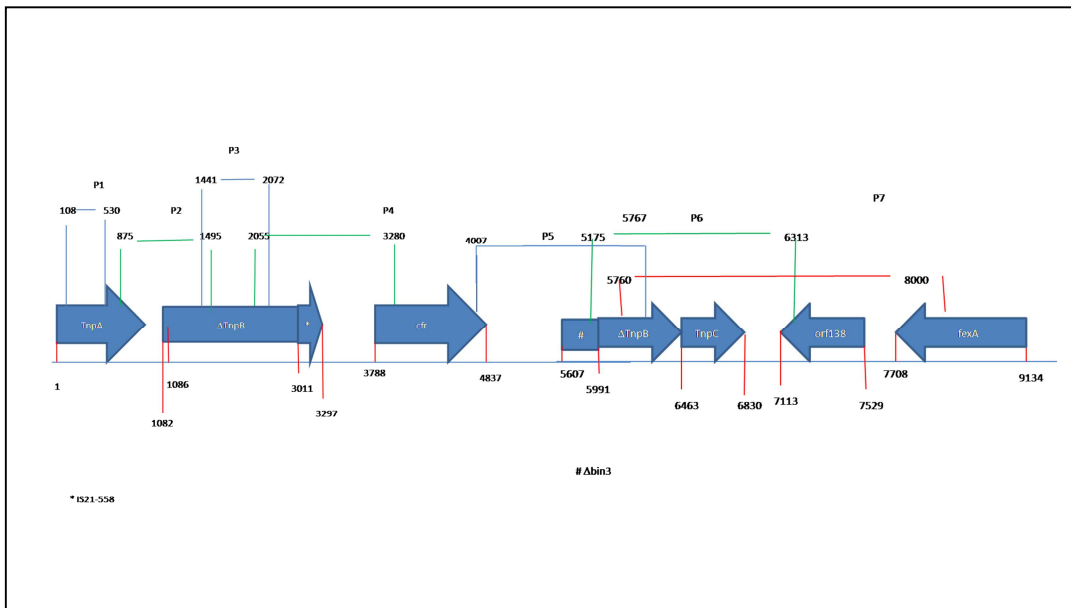 P3
1441 2072
P1
108 530
P2
P4
P7
5767 P6
875 1495 2055 3280 4007 P5 5175 6313
5760 8000
TnpA ΔTnpB * cfr # ΔTnpB TnpC orf138 fexA
1 1086 3011 3788 4837 5607 5991 6463 6830 7113 7529 7708 9134
1082 3297
# Δbin3
* IS21-558